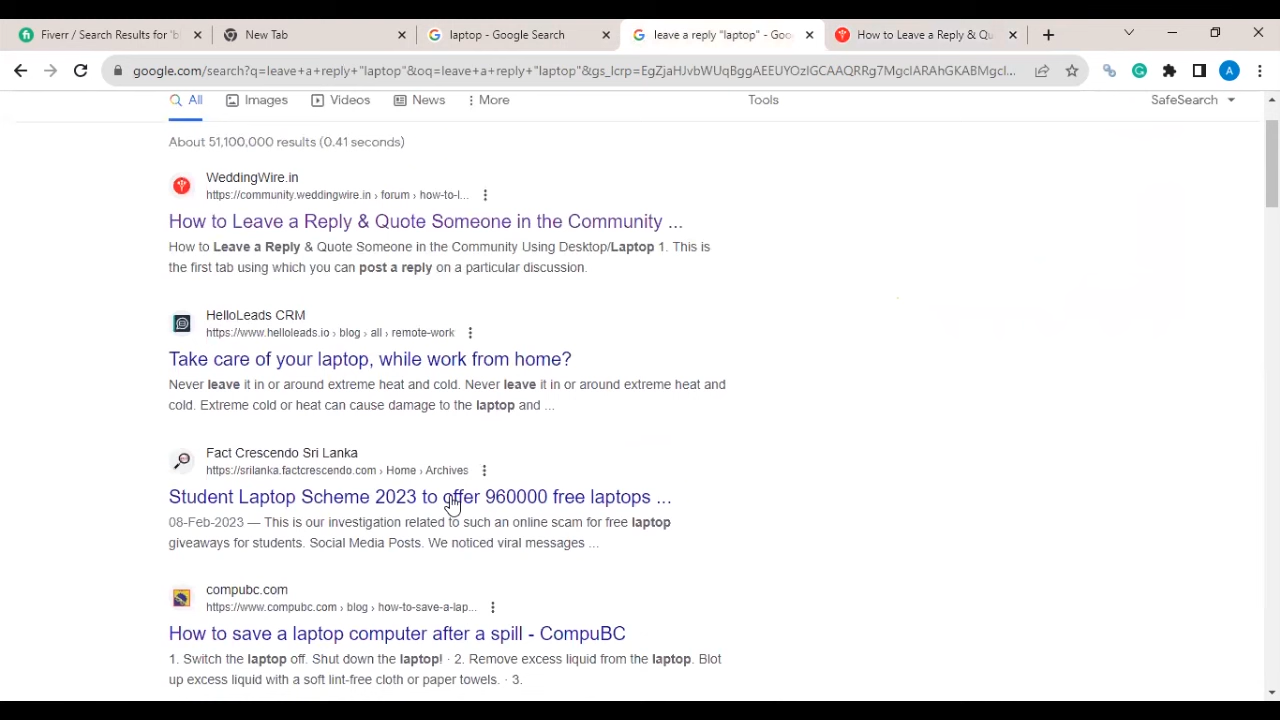 Fiverr / Search Results for 'b
New Tab
laptop - Google Search
leave a reply "laptop" - Goo
How to Leave a Reply & Qu
google.com/search?q=leave+a+reply+"laptop"&oq=leave+a+reply+"laptop"&gs_lcrp=EgZjaHJvbWUqBggAEEUYOzIGCAAQRRg7MgcIARAhGKABMgcI...
A
All
Images
Videos
News
More
Tools
SafeSearch
About 51,100,000 results (0.41 seconds)
WeddingWire.in
https://community.weddingwire.in › forum › how-to-l...
How to Leave a Reply & Quote Someone in the Community ...
How to Leave a Reply & Quote Someone in the Community Using Desktop/Laptop 1. This is
the first tab using which you can post a reply on a particular discussion.
HelloLeads CRM
https://www.helloleads.io › blog › all › remote-work
Take care of your laptop, while work from home?
Never leave it in or around extreme heat and cold. Never leave it in or around extreme heat and
cold. Extreme cold or heat can cause damage to the laptop and ...
Fact Crescendo Sri Lanka
https://srilanka.factcrescendo.com › Home › Archives
Student Laptop Scheme 2023 to offer 960000 free laptops ...
08-Feb-2023 — This is our investigation related to such an online scam for free laptop
giveaways for students. Social Media Posts. We noticed viral messages ...
compubc.com
https://www.compubc.com › blog › how-to-save-a-lap...
How to save a laptop computer after a spill - CompuBC
1. Switch the laptop off. Shut down the laptop! · 2. Remove excess liquid from the laptop. Blot
up excess liquid with a soft lint-free cloth or paper towels. · 3.